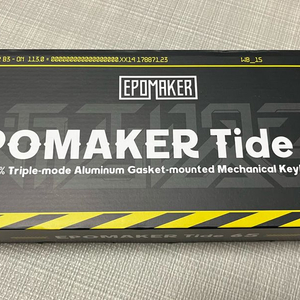 EPOMAKER
POMAKER Tide
% Triple-mode Aluminum Gasket-mounted Mechanical Key
EPOMAKER Tide 65